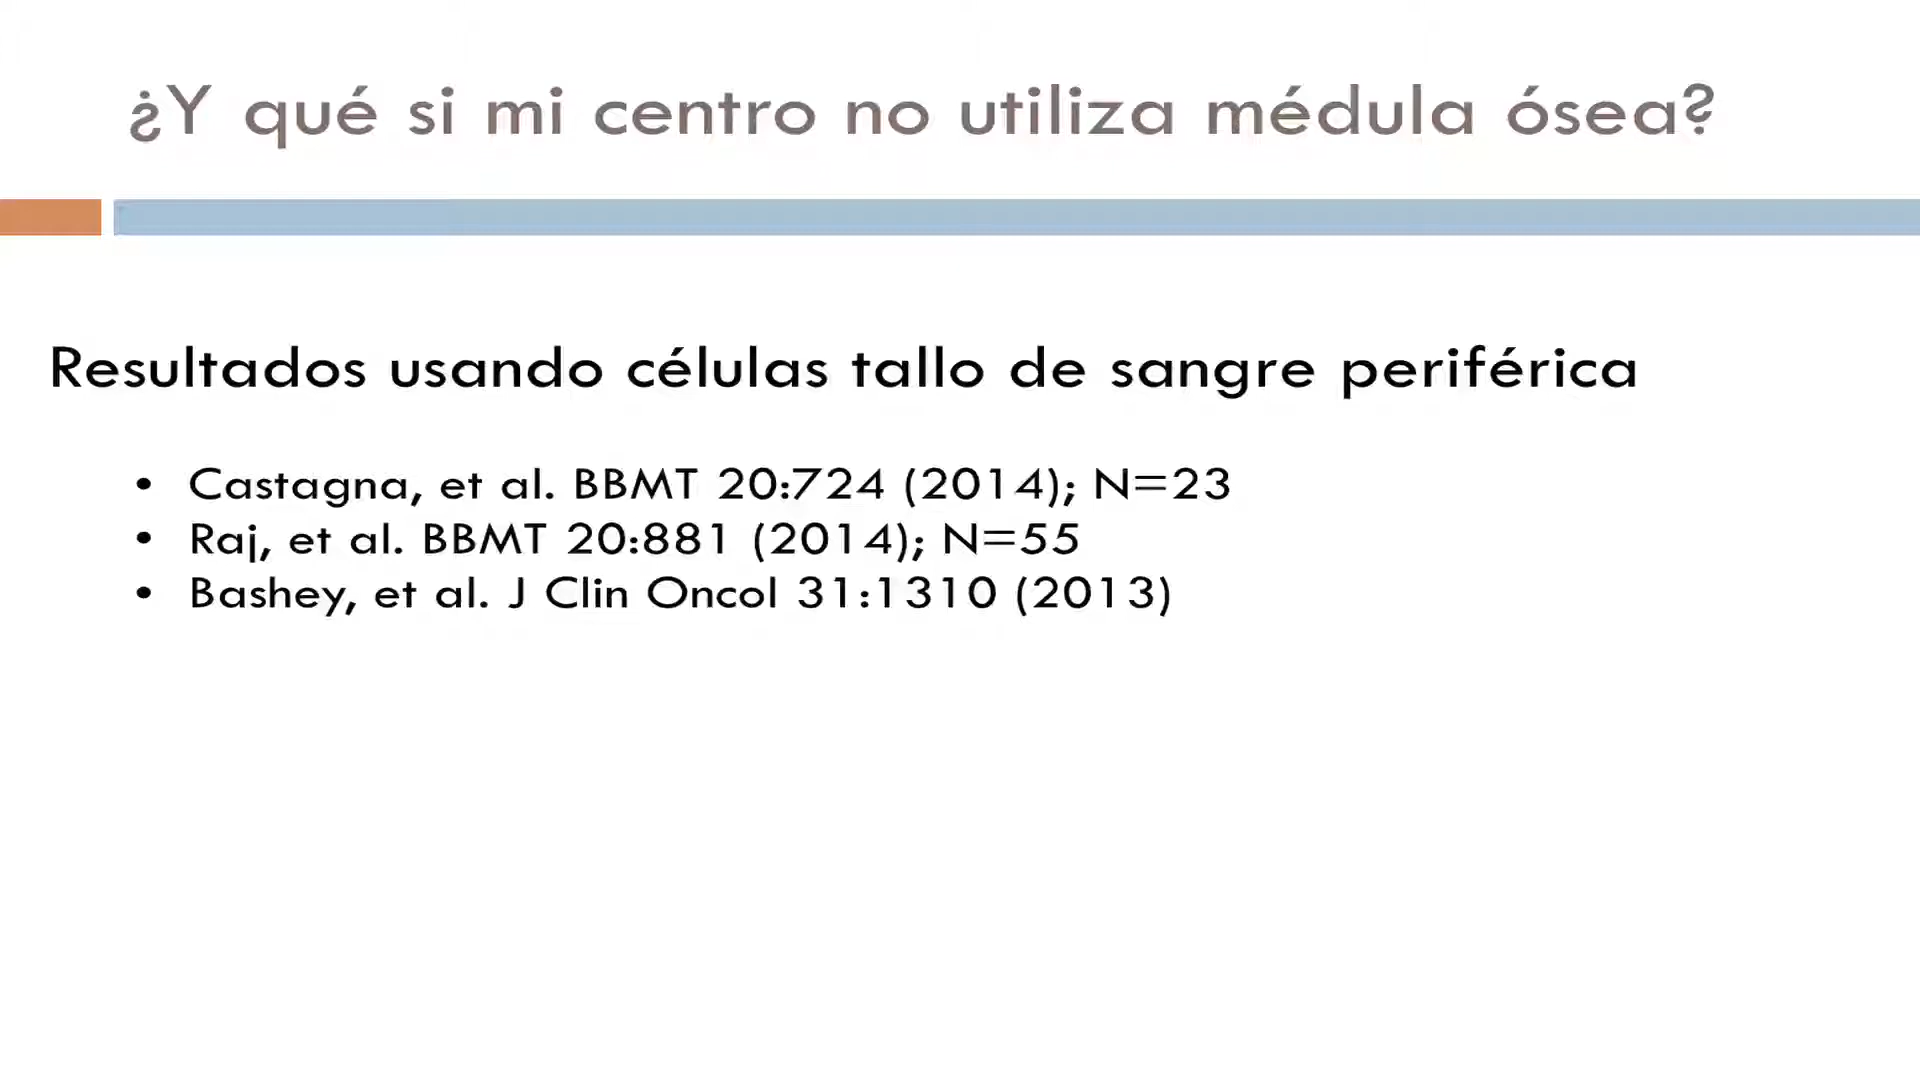 ¿Y qué si mi centro no utiliza médula ósea?
Resultados usando células tallo de sangre periférica
• Castagna, et al. BBMT 20:724 (2014); N=23
• Raj, et al. BBMT 20:881 (2014); N=55
• Bashey, et al. J Clin Oncol 31:1310 (2013)